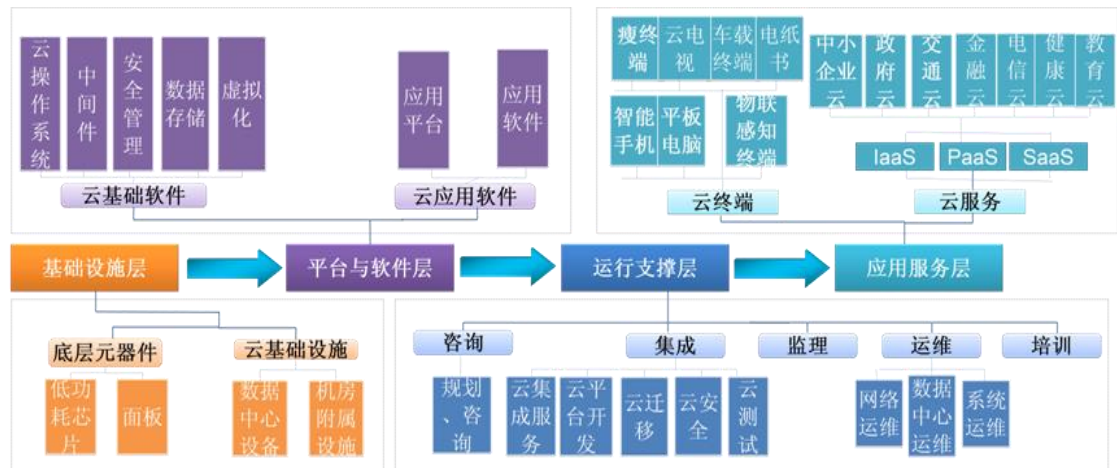 云
操
作
系
统
中
间
件
安
全
管
理
数据
存储
虚拟
化
应用
平台
应用
软件
云基础软件
云应用软件
瘦终
端
云电
视
车载
终端
电纸
书
智能
手机
平板
电脑
物联
感知
终端
云终端
中小
企业
云
政
府
云
交
通
云
金
融
云
电
信
云
健
康
云
教
育
云
IaaS
PaaS
SaaS
云服务
基础设施层
平台与软件层
运行支撑层
应用服务层
底层元器件
云基础设施
低功
耗芯
片
面板
数据
中心
设备
机房
附属
设施
咨询
集成
监理
运维
培训
规划
、咨
询
云集
成服
务
云平
台开
发
云迁
移
云安
全
云
测
试
网络
运维
数据
中心
运维
系统
运维